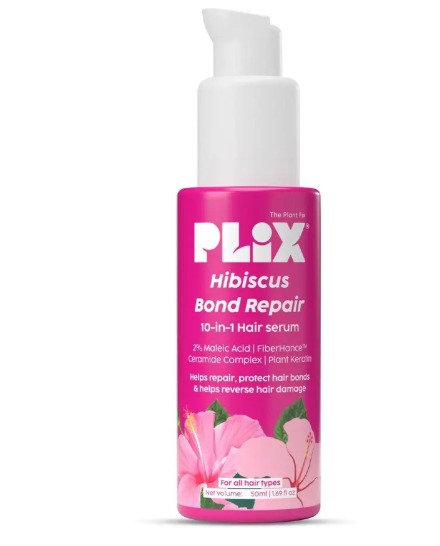 The Plant Fix
PLiX®
Hibiscus
Bond Repair
10-in-1 Hair serum
2% Maleic Acid | FiberHance™
Ceramide Complex | Plant Keratin
Helps repair, protect hair bonds
& helps reverse hair damage
For all hair types
Net Volume: 50ml | 1.69 fl oz